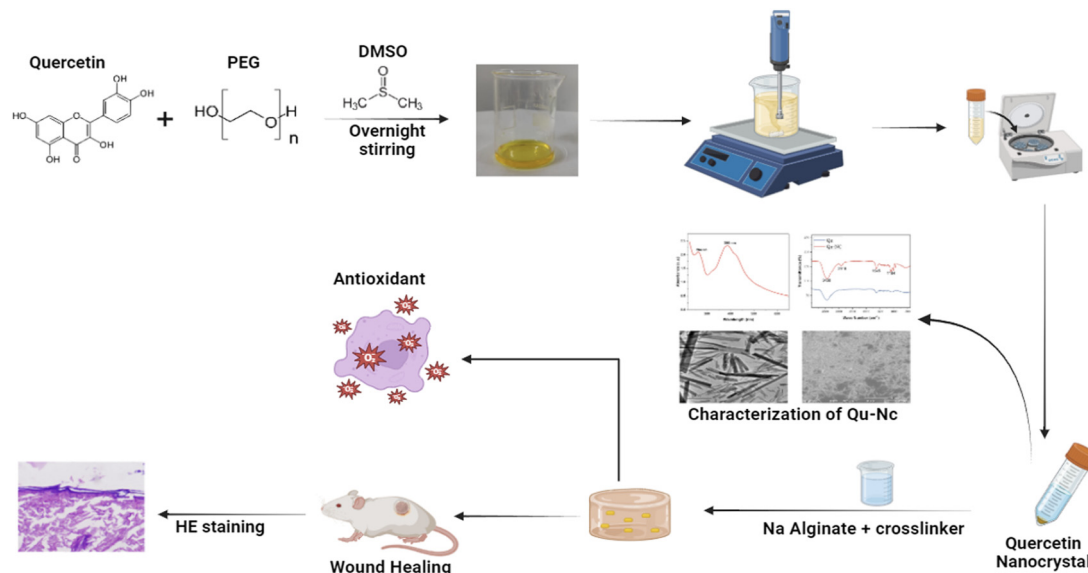 Quercetin
PEG
DMSO
OH
OH
HO
OH
OH
O
O
+
HO
O
H
n
O
S
H₃C
CH₃
Overnight
stirring
Antioxidant
Characterization of Qu-Nc
HE staining
Wound Healing
Na Alginate + crosslinker
Quercetin
Nanocrystal